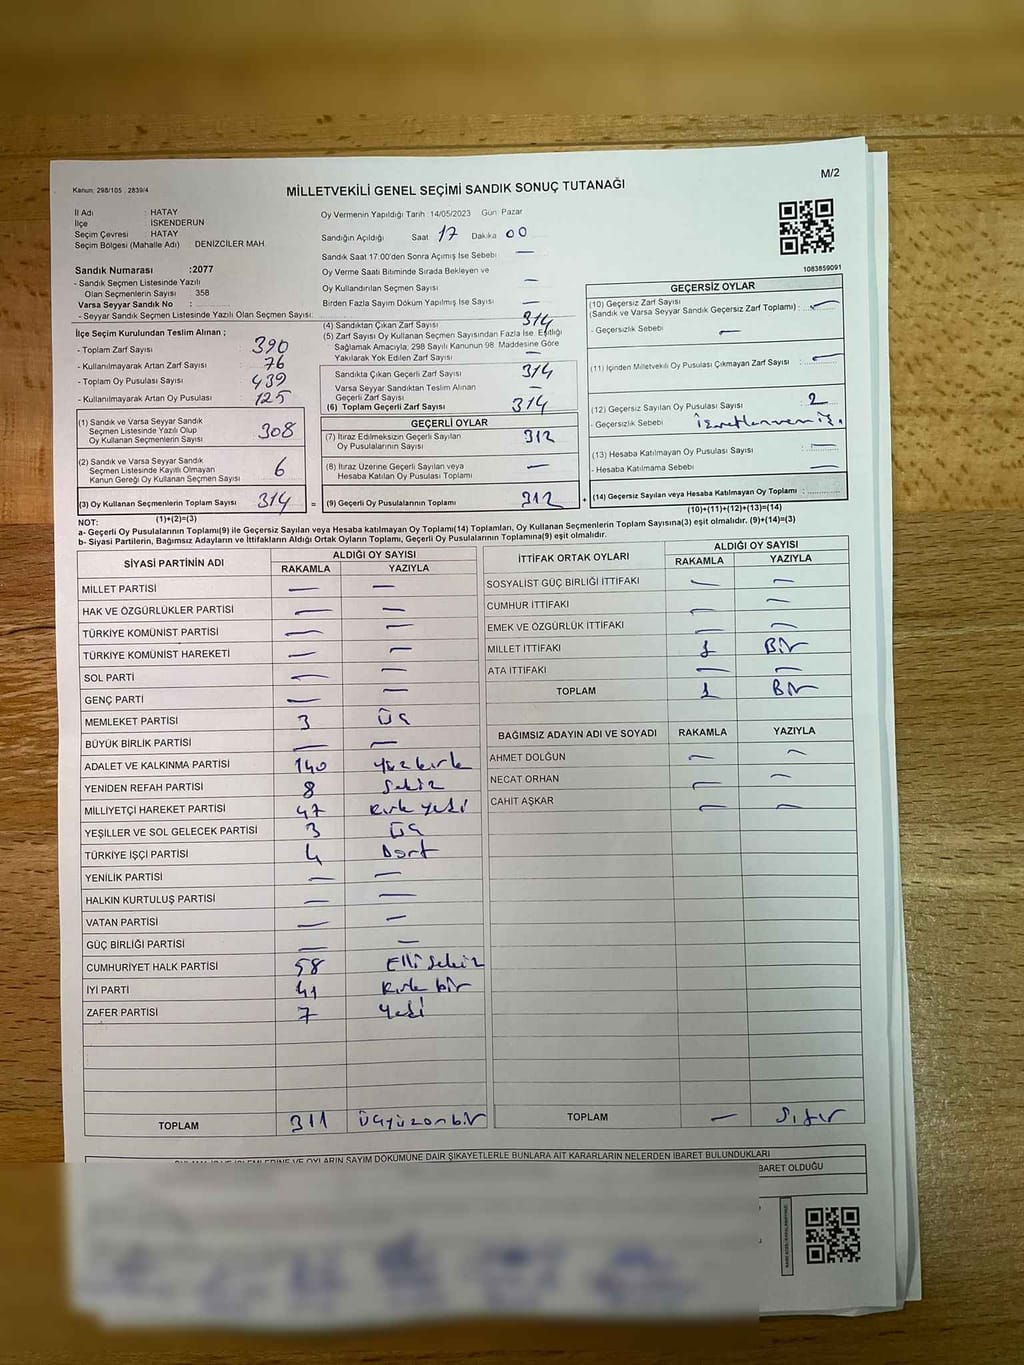 M/2
Kanun: 298/105 , 2839/4
MİLLETVEKİLİ GENEL SEÇİMİ SANDIK SONUÇ TUTANAĞI
İl Adı : HATAY
İlçe : İSKENDERUN
Seçim Çevresi : HATAY
Seçim Bölgesi (Mahalle Adı) : DENİZCİLER MAH.
Sandık Numarası :2077
- Sandık Seçmen Listesinde Yazılı
Olan Seçmenlerin Sayısı : 358
Varsa Seyyar Sandık No :
- Seyyar Sandık Seçmen Listesinde Yazılı Olan Seçmen Sayısı:
Oy Vermenin Yapıldığı Tarih :14/05/2023 Gün: Pazar
Sandığın Açıldığı Saat 17 Dakika 00
Sandık Saat 17:00'den Sonra Açımış İse Sebebi : —
Oy Verme Saati Bitiminde Sırada Bekleyen ve
Oy Kullandırılan Seçmen Sayısı : —
Birden Fazla Sayım Döküm Yapılmış İse Sayısı : —
1083859091
İlçe Seçim Kurulundan Teslim Alınan ;
- Toplam Zarf Sayısı : 390
- Kullanılmayarak Artan Zarf Sayısı : 76
- Toplam Oy Pusulası Sayısı : 439
- Kullanılmayarak Artan Oy Pusulası : 125
(1) Sandık ve Varsa Seyyar Sandık
Seçmen Listesinde Yazılı Olup
Oy Kullanan Seçmenlerin Sayısı : 308
(2) Sandık ve Varsa Seyyar Sandık
Seçmen Listesinde Kayıtlı Olmayan
Kanun Gereği Oy Kullanan Seçmen Sayısı : 6
(3) Oy Kullanan Seçmenlerin Toplam Sayısı : 314
(1)+(2)=(3)
(4) Sandıktan Çıkan Zarf Sayısı : 314
(5) Zarf Sayısı Oy Kullanan Seçmen Sayısından Fazla İse, Eşitliği
Sağlamak Amacıyla, 298 Sayılı Kanunun 98. Maddesine Göre
Yakılarak Yok Edilen Zarf Sayısı : —
Sandıkta Çıkan Geçerli Zarf Sayısı : 314
Varsa Seyyar Sandıktan Teslim Alınan
Geçerli Zarf Sayısı : —
(6) Toplam Geçerli Zarf Sayısı : 314
GEÇERLİ OYLAR
(7) İtiraz Edilmeksizin Geçerli Sayılan
Oy Pusulalarının Sayısı : 312
(8) İtiraz Üzerine Geçerli Sayılan veya
Hesaba Katılan Oy Pusulası Toplamı : —
= (9) Geçerli Oy Pusulalarının Toplamı : 312
GEÇERSİZ OYLAR
(10) Geçersiz Zarf Sayısı
(Sandık ve Varsa Seyyar Sandık Geçersiz Zarf Toplamı) : —
- Geçersizlik Sebebi : —
(11) İçinden Milletvekili Oy Pusulası Çıkmayan Zarf Sayısı : —
(12) Geçersiz Sayılan Oy Pusulası Sayısı : 2
- Geçersizlik Sebebi : işaretlenmemiş.
(13) Hesaba Katılmayan Oy Pusulası Sayısı : —
- Hesaba Katılmama Sebebi : —
+ (14) Geçersiz Sayılan veya Hesaba Katılmayan Oy Toplamı :
(10)+(11)+(12)+(13)=(14)
NOT:
a- Geçerli Oy Pusulalarının Toplamı(9) ile Geçersiz Sayılan veya Hesaba katılmayan Oy Toplamı(14) Toplamları, Oy Kullanan Seçmenlerin Toplam Sayısına(3) eşit olmalıdır. (9)+(14)=(3)
b- Siyasi Partilerin, Bağımsız Adayların ve İttifakların Aldığı Ortak Oyların Toplamı, Geçerli Oy Pusulalarının Toplamına(9) eşit olmalıdır.
SİYASİ PARTİNİN ADI ALDIĞI OY SAYISI
RAKAMLA YAZIYLA
MİLLET PARTİSİ — —
HAK VE ÖZGÜRLÜKLER PARTİSİ — —
TÜRKİYE KOMÜNİST PARTİSİ — —
TÜRKİYE KOMÜNİST HAREKETİ — —
SOL PARTİ — —
GENÇ PARTİ — —
MEMLEKET PARTİSİ 3 Üç
BÜYÜK BİRLİK PARTİSİ — —
ADALET VE KALKINMA PARTİSİ 140 Yüzkırk
YENİDEN REFAH PARTİSİ 8 Sekiz
MİLLİYETÇİ HAREKET PARTİSİ 47 Kırk yedi
YEŞİLLER VE SOL GELECEK PARTİSİ 3 Üç
TÜRKİYE İŞÇİ PARTİSİ 4 Dört
YENİLİK PARTİSİ — —
HALKIN KURTULUŞ PARTİSİ — —
VATAN PARTİSİ — —
GÜÇ BİRLİĞİ PARTİSİ — —
CUMHURİYET HALK PARTİSİ 58 Elli Sekiz
İYİ PARTİ 41 Kırk bir
ZAFER PARTİSİ 7 Yedi
TOPLAM 311 Üçyüzonbir
İTTİFAK ORTAK OYLARI ALDIĞI OY SAYISI
RAKAMLA YAZIYLA
SOSYALİST GÜÇ BİRLİĞİ İTTİFAKI — —
CUMHUR İTTİFAKI — —
EMEK VE ÖZGÜRLÜK İTTİFAKI — —
MİLLET İTTİFAKI 1 Bir
ATA İTTİFAKI — —
TOPLAM 1 Bir
BAĞIMSIZ ADAYIN ADI VE SOYADI RAKAMLA YAZIYLA
AHMET DOLĞUN — —
NECAT ORHAN — —
CAHİT AŞKAR — —
TOPLAM — Sıfır
OYLARIN SAYIM DÖKÜMÜNE DAİR ŞİKAYETLERLE BUNLARA AİT KARARLARIN NELERDEN İBARET BULUNDUKLARI
İBARET OLDUĞU